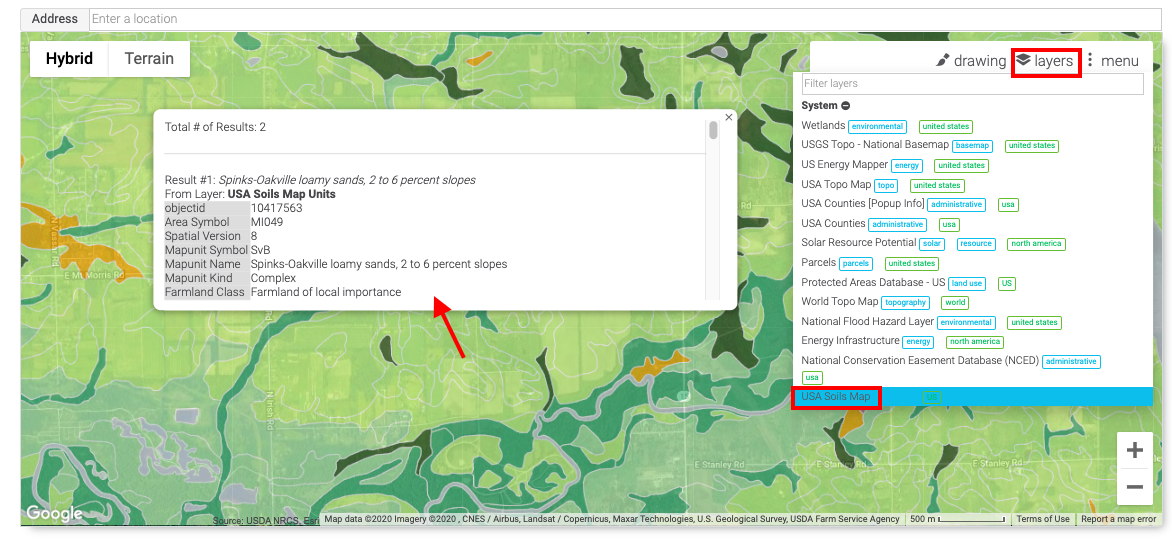 Address Enter a location
Hybrid Terrain
drawing layers menu
Filter layers
System
Wetlands environmental united states
USGS Topo - National Basemap basemap united states
US Energy Mapper energy united states
USA Topo Map topo united states
USA Counties [Popup Info] administrative usa
USA Counties administrative usa
Solar Resource Potential solar resource north america
Parcels parcels united states
Protected Areas Database - US land use US
World Topo Map topography world
National Flood Hazard Layer environmental united states
Energy Infrastructure energy north america
National Conservation Easement Database (NCED) administrative
usa
USA Soils Map us
Total # of Results: 2
Result #1: Spinks-Oakville loamy sands, 2 to 6 percent slopes
From Layer: USA Soils Map Units
objectid 10417563
Area Symbol MI049
Spatial Version 8
Mapunit Symbol SvB
Mapunit Name Spinks-Oakville loamy sands, 2 to 6 percent slopes
Mapunit Kind Complex
Farmland Class Farmland of local importance
Rd
E Mt Morris Rd
N Irish Rd
E Stanley Rd
E Stanley Rd
E Stanley Rd
Google
Source: USDA NRCS, Esri
Map data ©2020 Imagery ©2020 , CNES / Airbus, Landsat / Copernicus, Maxar Technologies, U.S. Geological Survey, USDA Farm Service Agency 500 m Terms of Use Report a map error